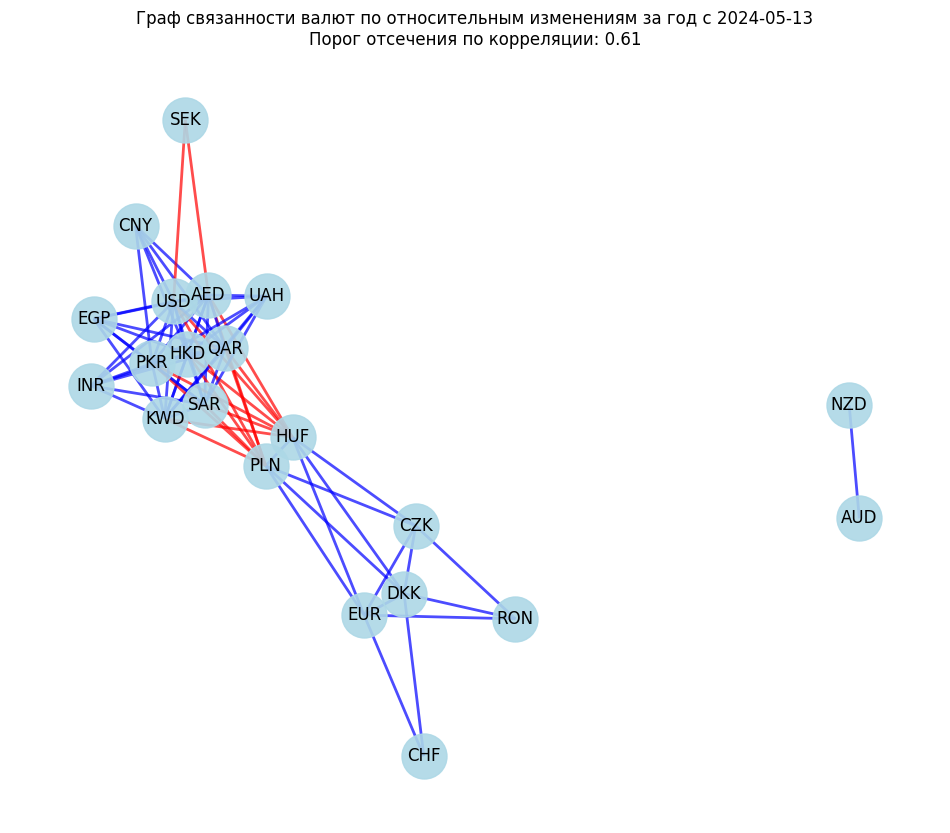 Граф связанности валют по относительным изменениям за год с 2024-05-13
Порог отсечения по корреляции: 0.61
SEK
CNY
USD
AED
UAH
EGP
HKD
QAR
PKR
INR
SAR
KWD
NZD
HUF
PLN
AUD
CZK
DKK
EUR
RON
CHF